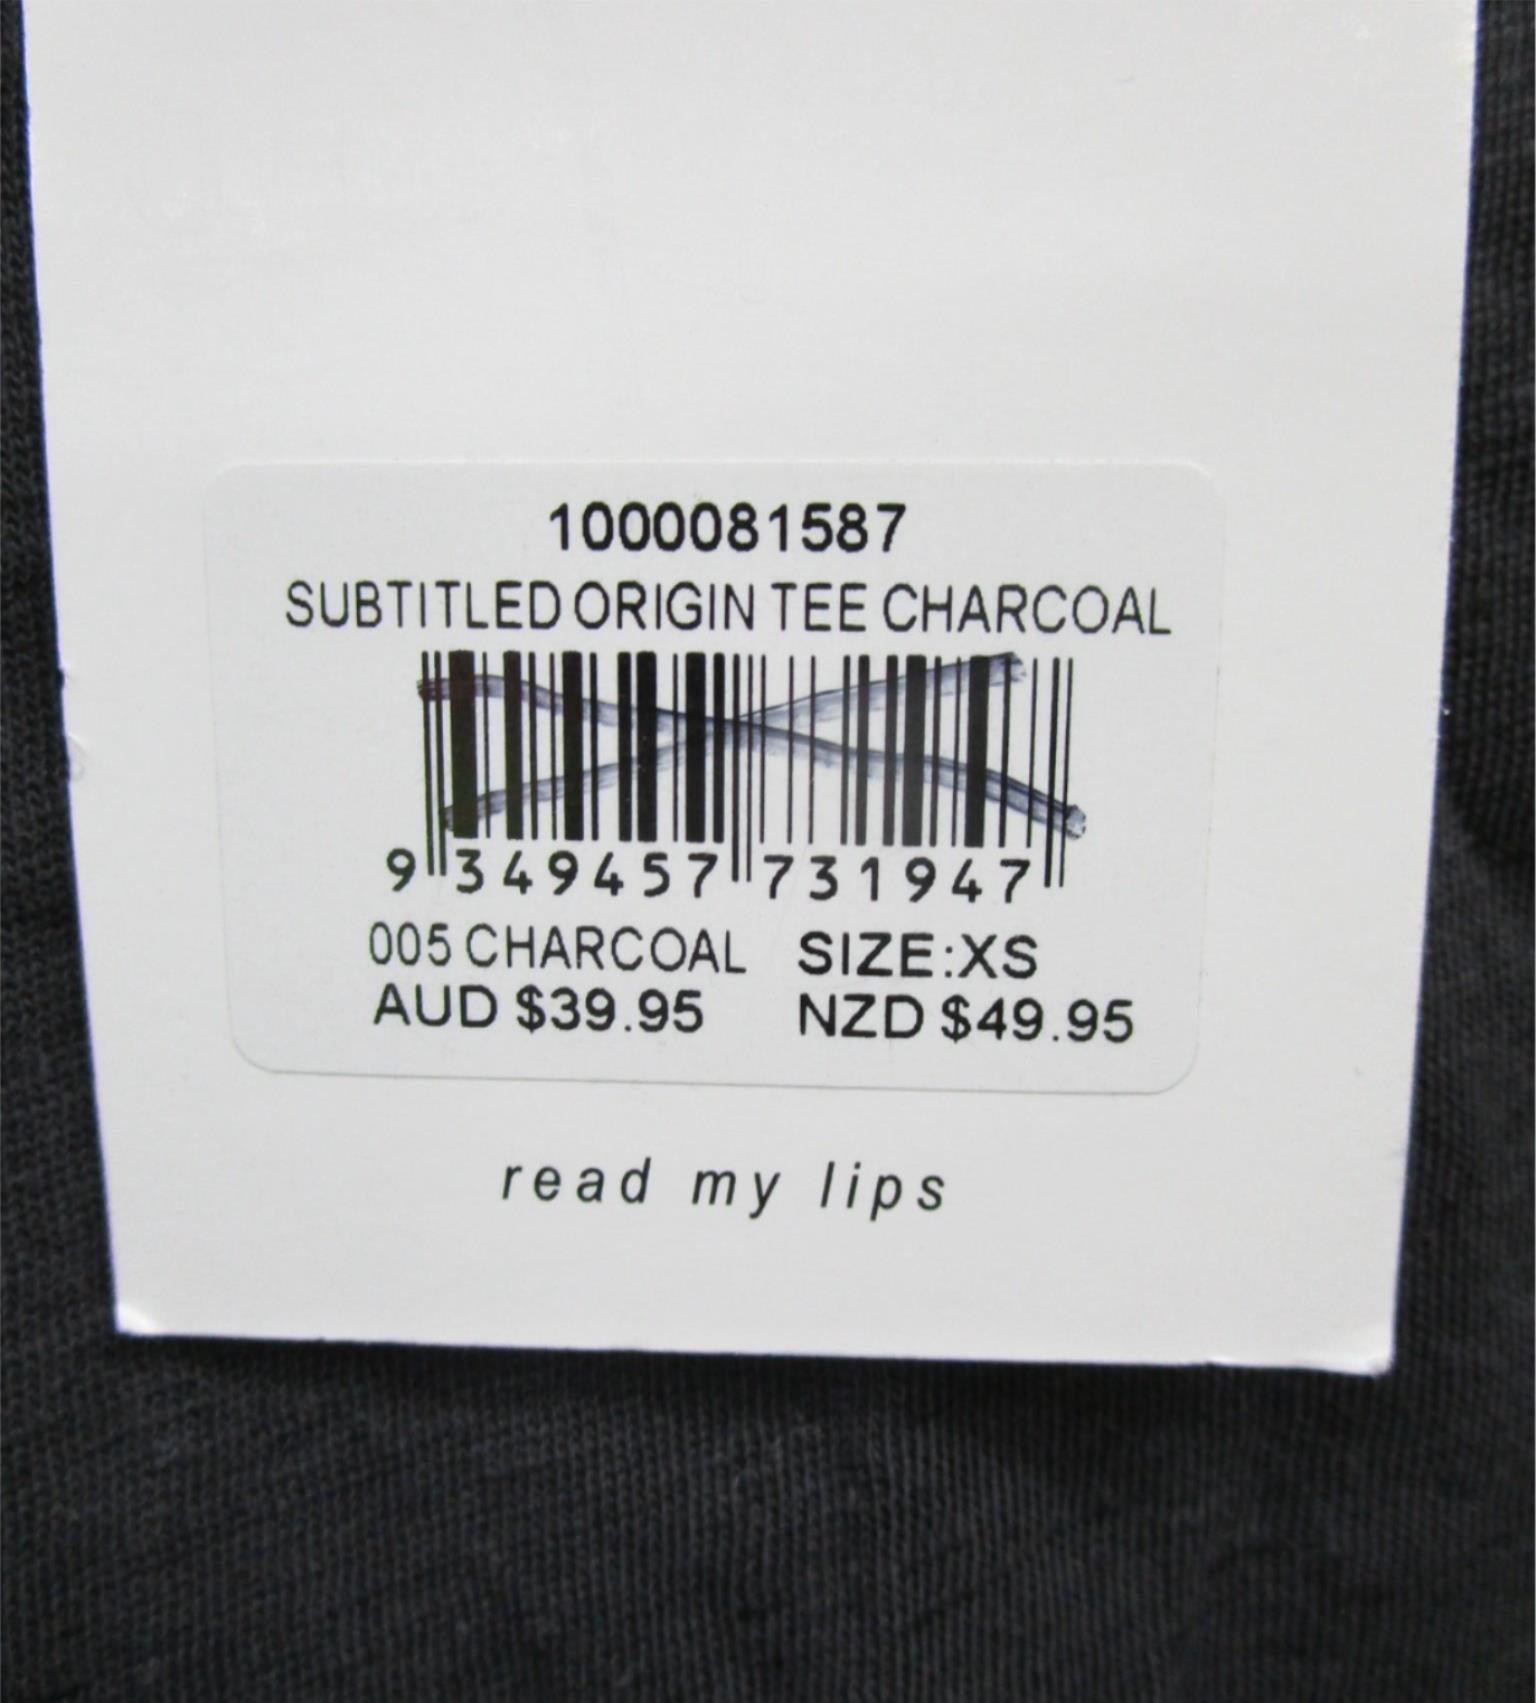 1000081587
SUBTITLED ORIGIN TEE CHARCOAL
9 349457 731947
005 CHARCOAL SIZE:XS
AUD $39.95 NZD $49.95
read my lips